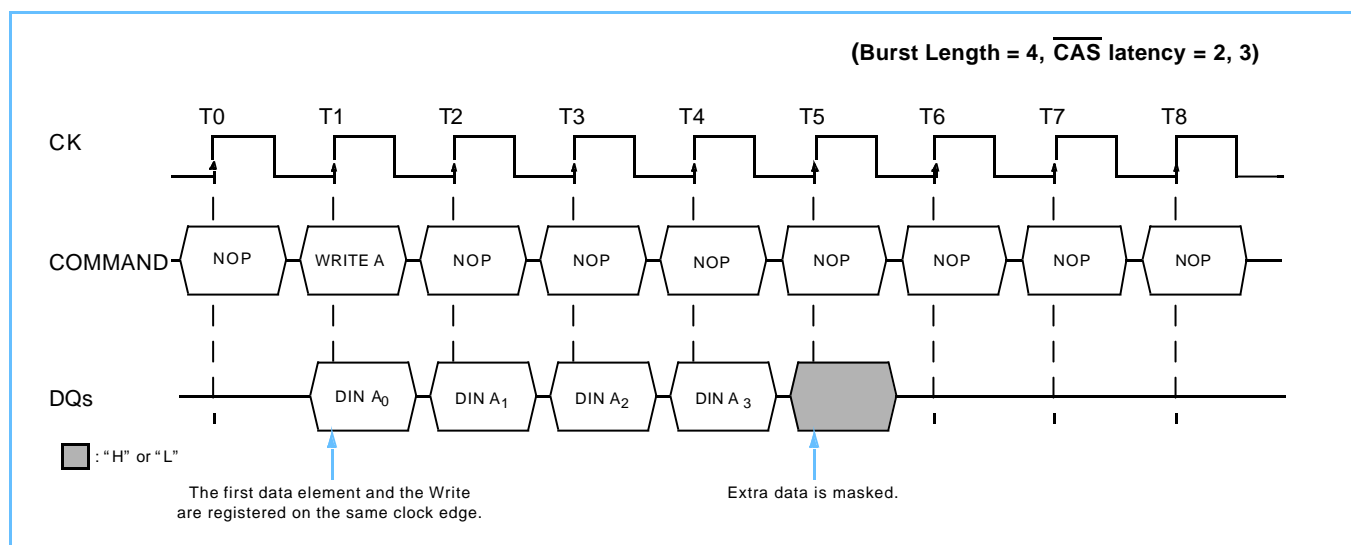 (Burst Length = 4, CAS latency = 2, 3)
T0 T1 T2 T3 T4 T5 T6 T7 T8
CK
COMMAND NOP WRITE A NOP NOP NOP NOP NOP NOP NOP
DQs DIN A0 DIN A1 DIN A2 DIN A 3
: “H” or “L”
The first data element and the Write
are registered on the same clock edge.
Extra data is masked.